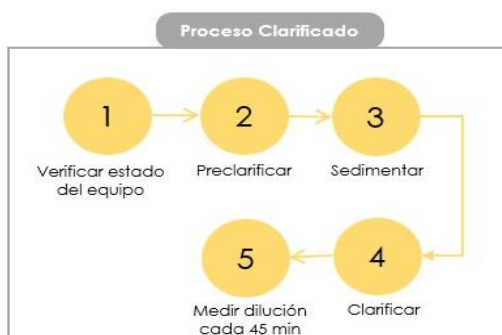 Proceso Clarificado
1
2
3
Verificar estado
del equipo
Preclarificar
Sedimentar
4
5
Clarificar
Medir dilución
cada 45 min